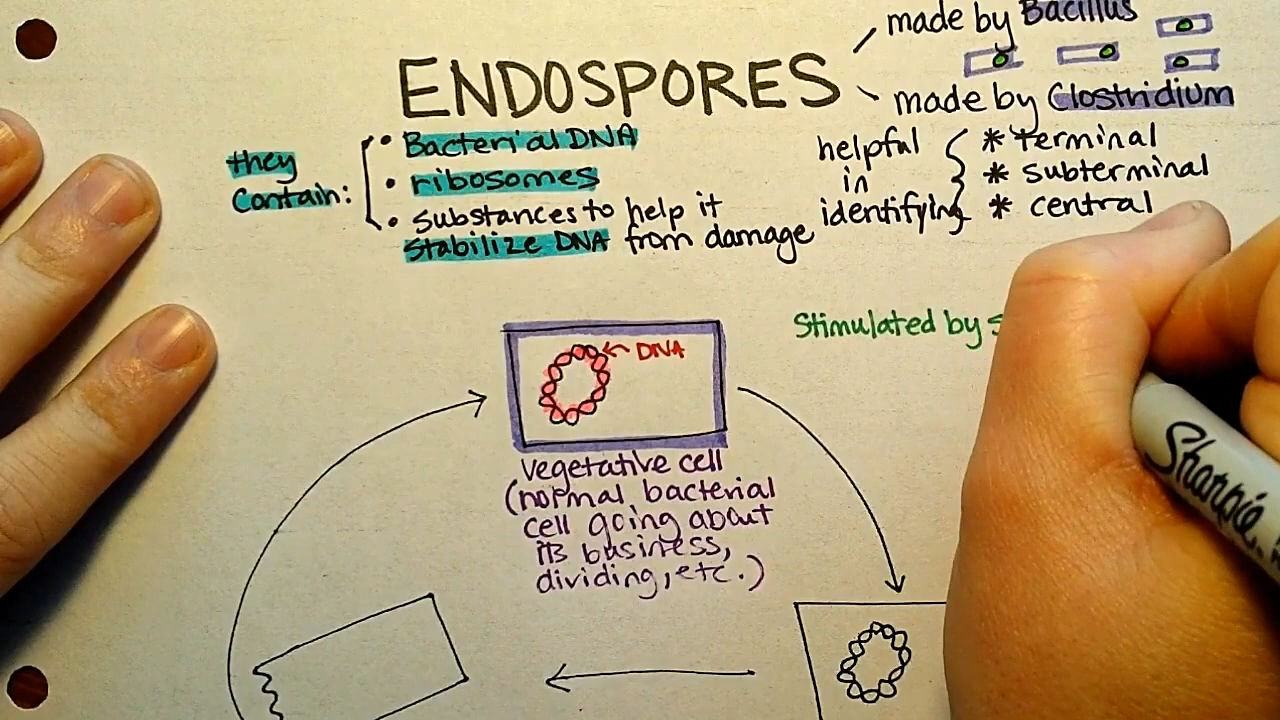 made by Bacillus
ENDOSPORES
made by Clostridium
they
contain:
• Bacterial DNA
• ribosomes
• substances to help it
stabilize DNA from damage
helpful
in
identifying
* terminal
* subterminal
* central
Stimulated by
DNA
vegetative cell
(normal bacterial
cell going about
its business,
dividing, etc.)
Sharpie